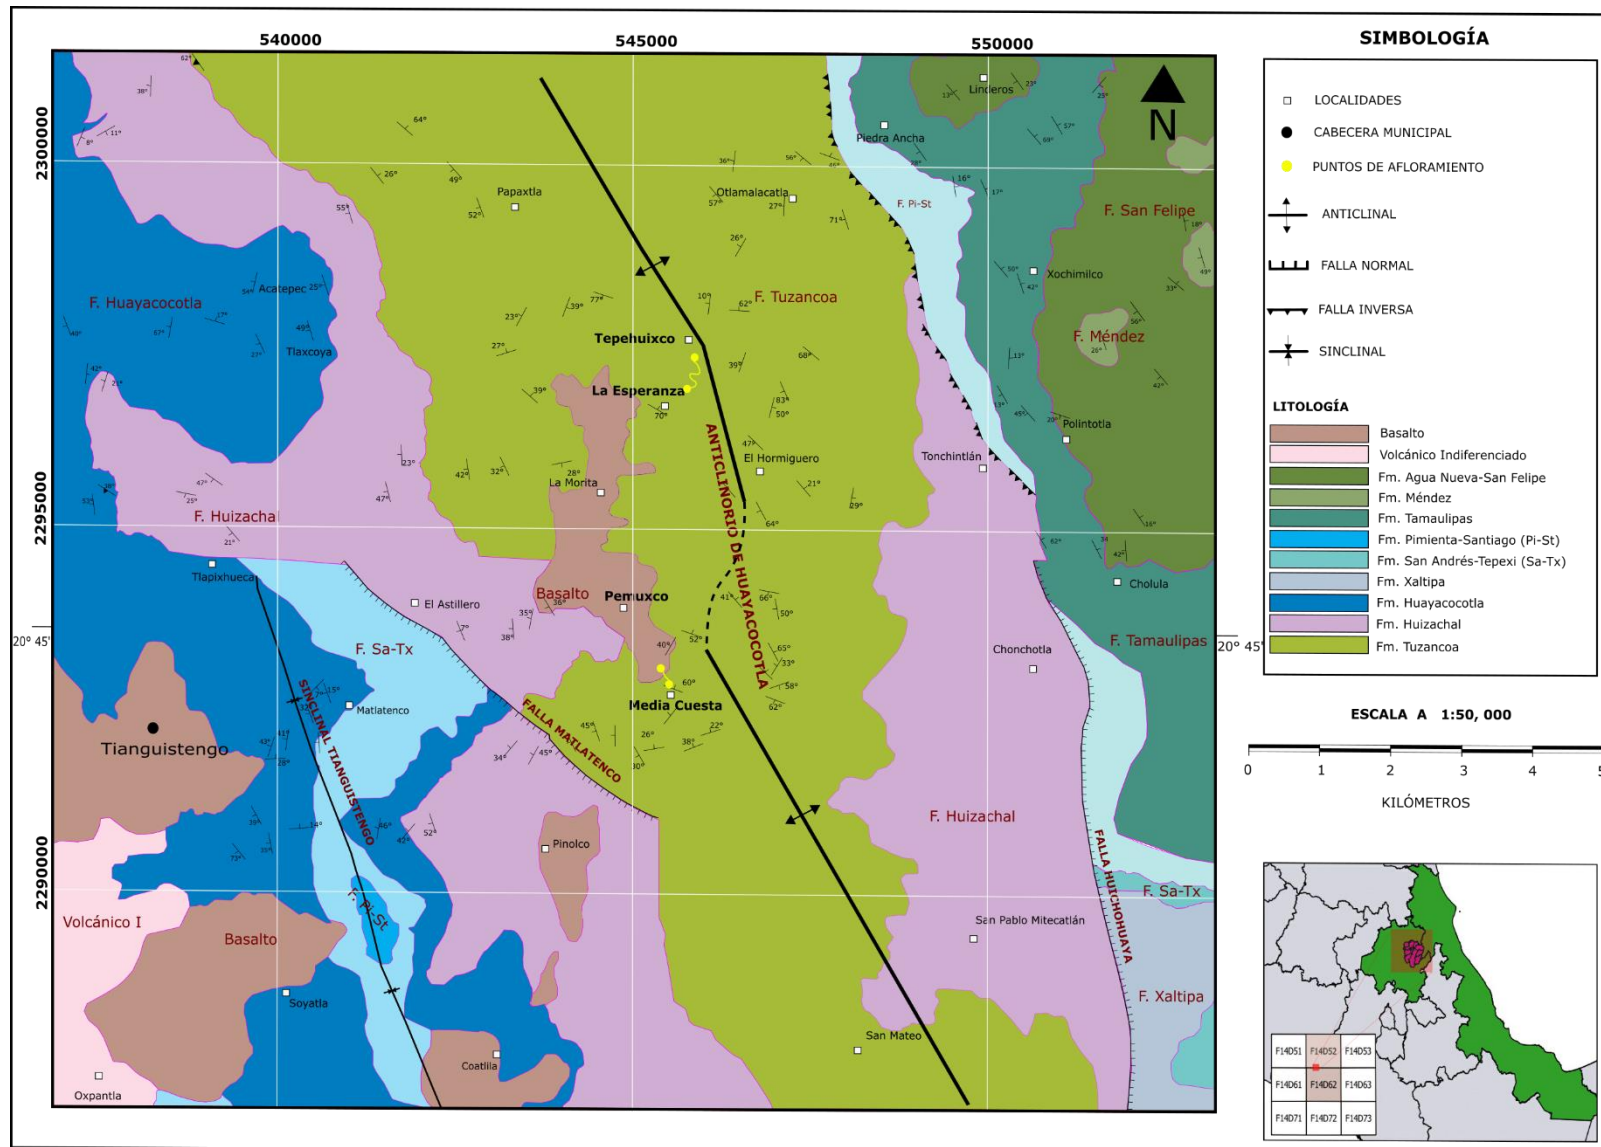 540000
545000
550000
2300000
2295000
2290000
20° 45'
20° 45'
N
Linderos
Piedra Ancha
Papaxtla
Otlamalacatla
F. Pi-St
F. San Felipe
Xochimilco
F. Huayacocotla
Acatepec
Tlaxcoya
F. Tuzancoa
F. Méndez
Tepehuixco
La Esperanza
Polintotla
El Hormiguero
Tonchintlán
La Morita
F. Huizachal
ANTICLINORIO DE HUAYACOCOTLA
Tlapixhueca
El Astillero
Basalto
Pemuxco
Cholula
F. Sa-Tx
F. Tamaulipas
Chonchotla
Matlatenco
Media Cuesta
FALLA MATLATENCO
SINCLINAL TIANGUISTENGO
Tianguistengo
F. Huizachal
Pinolco
FALLA HUICHOHUAYA
F. Sa-Tx
F. Pi-St
Volcánico I
Basalto
San Pablo Mitecatlán
Soyatla
F. Xaltipa
San Mateo
Coatlila
Oxpantla
SIMBOLOGÍA
LOCALIDADES
CABECERA MUNICIPAL
PUNTOS DE AFLORAMIENTO
ANTICLINAL
FALLA NORMAL
FALLA INVERSA
SINCLINAL
LITOLOGÍA
Basalto
Volcánico Indiferenciado
Fm. Agua Nueva-San Felipe
Fm. Méndez
Fm. Tamaulipas
Fm. Pimienta-Santiago (Pi-St)
Fm. San Andrés-Tepexi (Sa-Tx)
Fm. Xaltipa
Fm. Huayacocotla
Fm. Huizachal
Fm. Tuzancoa
ESCALA A 1:50, 000
0 1 2 3 4 5
KILÓMETROS
F14D51 F14D52 F14D53
F14D61 F14D62 F14D63
F14D71 F14D72 F14D73